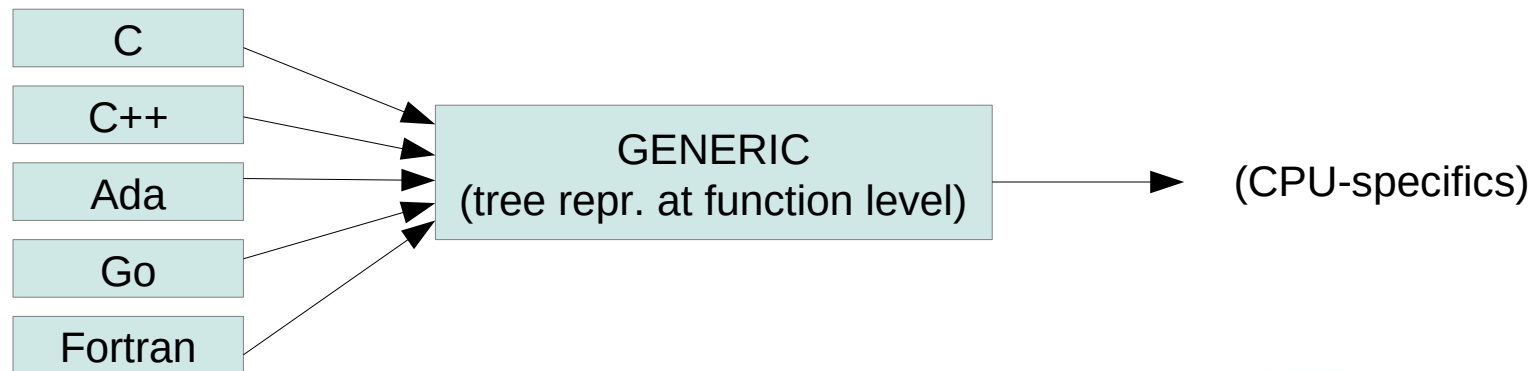 C
C++
Ada
Go
Fortran
GENERIC
(tree repr. at function level)
(CPU-specifics)